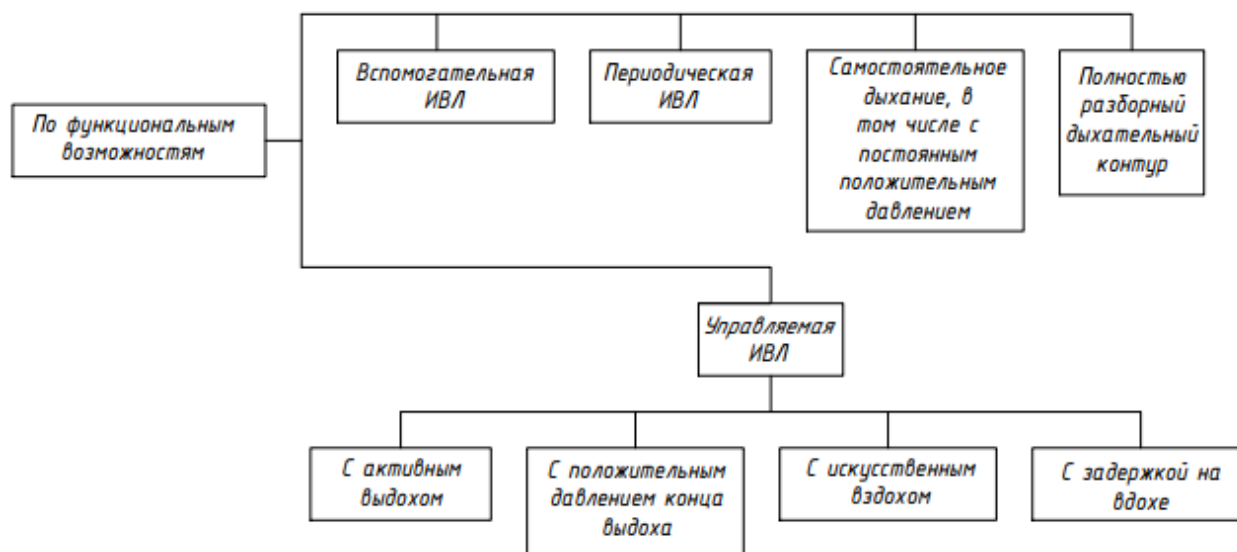 По функциональным
возможностям
Вспомогательная
ИВЛ
Периодическая
ИВЛ
Самостоятельное
дыхание, в
том числе с
постоянным
положительным
давлением
Полностью
разборный
дыхательный
контур
Управляемая
ИВЛ
С активным
выдохом
С положительным
давлением конца
выдоха
С искусственным
вздохом
С задержкой на
вдохе